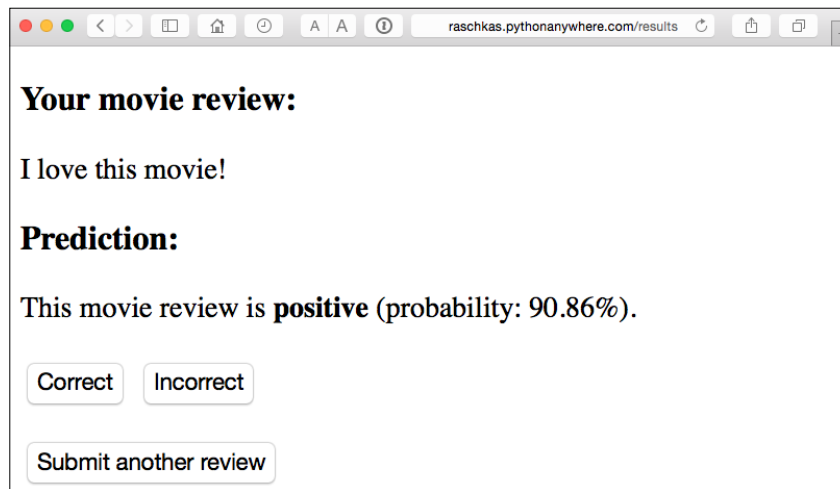 A A raschkas.pythonanywhere.com/results
Your movie review:
I love this movie!
Prediction:
This movie review is positive (probability: 90.86%).
Correct Incorrect
Submit another review